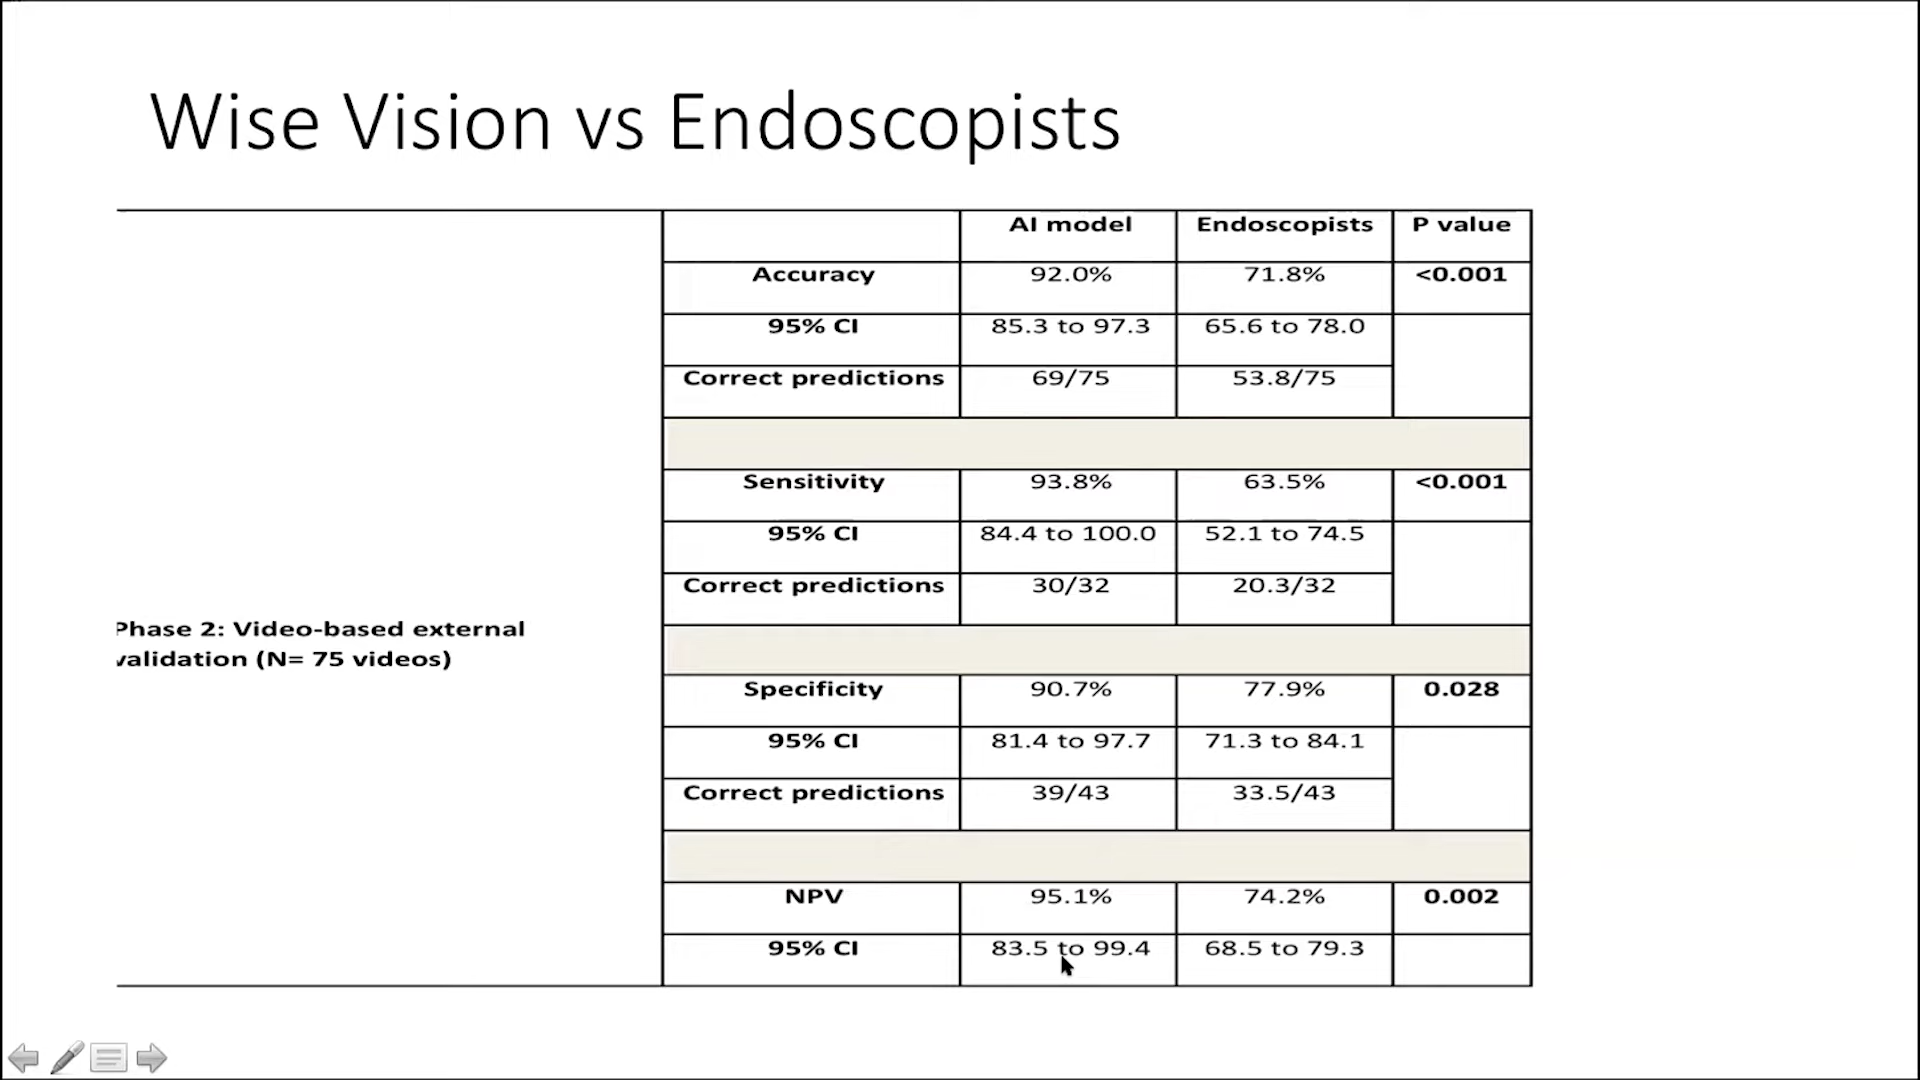 Wise Vision vs Endoscopists
AI model Endoscopists P value
Accuracy 92.0% 71.8% <0.001
95% CI 85.3 to 97.3 65.6 to 78.0
Correct predictions 69/75 53.8/75
Sensitivity 93.8% 63.5% <0.001
95% CI 84.4 to 100.0 52.1 to 74.5
Correct predictions 30/32 20.3/32
Phase 2: Video-based external
validation (N= 75 videos)
Specificity 90.7% 77.9% 0.028
95% CI 81.4 to 97.7 71.3 to 84.1
Correct predictions 39/43 33.5/43
NPV 95.1% 74.2% 0.002
95% CI 83.5 to 99.4 68.5 to 79.3